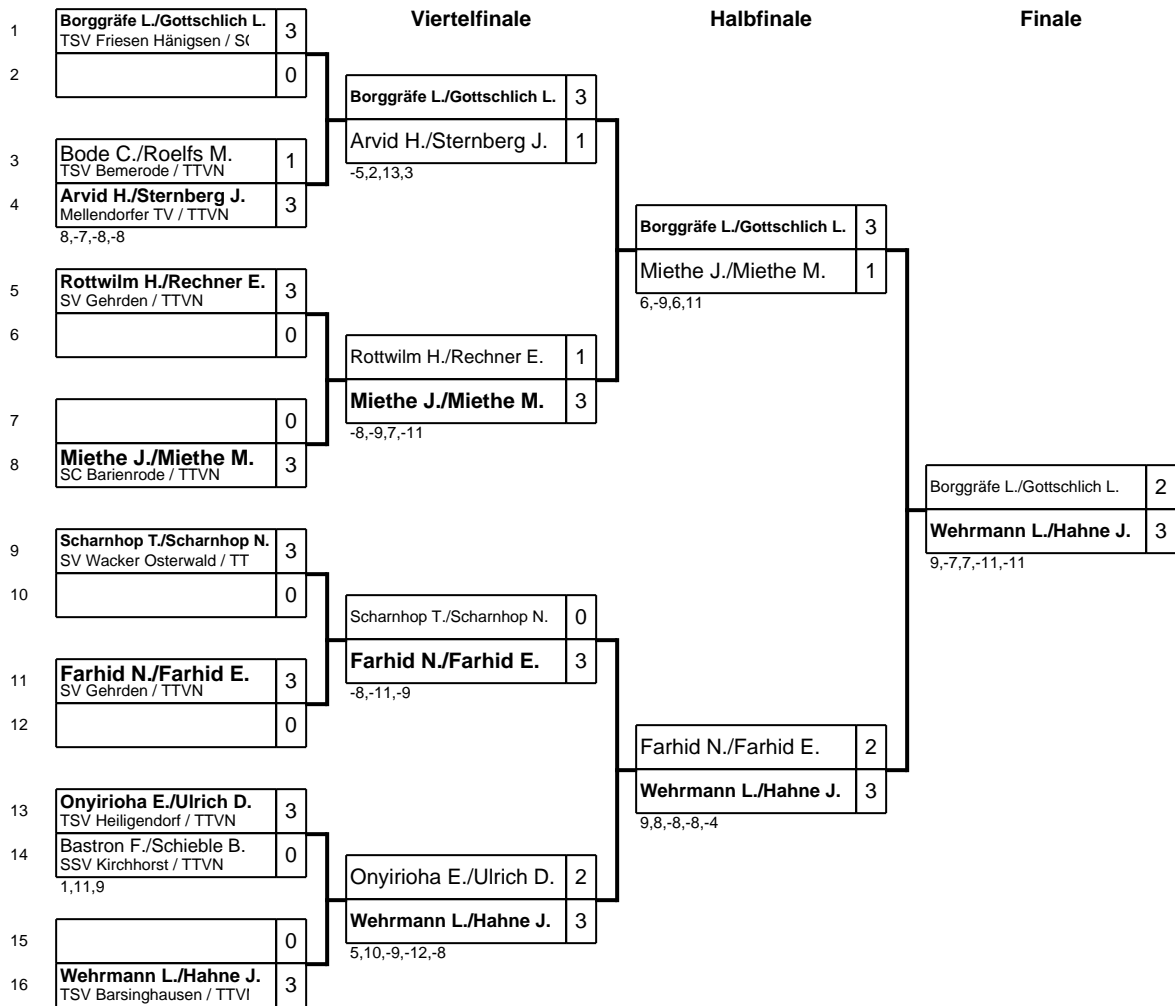 Viertelfinale
Halbfinale
Finale
1
Borggräfe L./Gottschlich L.
3
TSV Friesen Hänigsen / S
2
0
3
Bode C./Roelfs M.
1
TSV Bemerode / TTVN
4
Arvid H./Sternberg J.
3
Mellendorfer TV / TTVN
8,-7,-8,-8
5
Rottwilm H./Rechner E.
3
SV Gehrden / TTVN
6
0
7
0
8
Miethe J./Miethe M.
3
SC Barienrode / TTVN
9
Scharnhop T./Scharnhop N.
3
SV Wacker Osterwald / TT
10
0
11
Farhid N./Farhid E.
3
SV Gehrden / TTVN
12
0
13
Onyirioha E./Ulrich D.
3
TSV Heiligendorf / TTVN
14
Bastron F./Schieble B.
0
SSV Kirchhorst / TTVN
1,11,9
15
0
16
Wehrmann L./Hahne J.
3
TSV Barsinghausen / TTV
Borggräfe L./Gottschlich L.
3
Arvid H./Sternberg J.
1
-5,2,13,3
Rottwilm H./Rechner E.
1
Miethe J./Miethe M.
3
-8,-9,7,-11
Scharnhop T./Scharnhop N.
0
Farhid N./Farhid E.
3
-8,-11,-9
Onyirioha E./Ulrich D.
2
Wehrmann L./Hahne J.
3
5,10,-9,-12,-8
Borggräfe L./Gottschlich L.
3
Miethe J./Miethe M.
1
6,-9,6,11
Farhid N./Farhid E.
2
Wehrmann L./Hahne J.
3
9,8,-8,-8,-4
Borggräfe L./Gottschlich L.
2
Wehrmann L./Hahne J.
3
9,-7,7,-11,-11